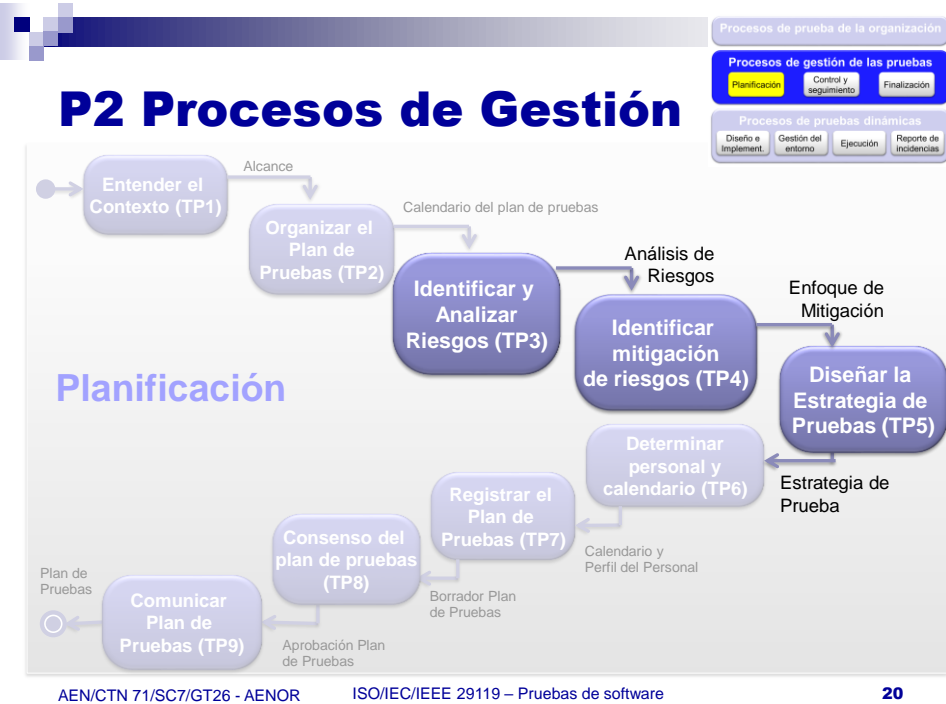 Procesos de prueba de la organización
Procesos de gestión de las pruebas
Planificación
Control y
seguimiento
Finalización
Procesos de pruebas dinámicas
Diseño e
Implement.
Gestión del
entorno
Ejecución
Reporte de
incidencias
P2 Procesos de Gestión
Entender el
Contexto (TP1)
Alcance
Organizar el
Plan de
Pruebas (TP2)
Calendario del plan de pruebas
Identificar y
Analizar
Riesgos (TP3)
Análisis de
Riesgos
Identificar
mitigación
de riesgos (TP4)
Enfoque de
Mitigación
Diseñar la
Estrategia de
Pruebas (TP5)
Planificación
Estrategia de
Prueba
Determinar
personal y
calendario (TP6)
Calendario y
Perfil del Personal
Registrar el
Plan de
Pruebas (TP7)
Borrador Plan
de Pruebas
Consenso del
plan de pruebas
(TP8)
Aprobación Plan
de Pruebas
Comunicar
Plan de
Pruebas (TP9)
Plan de
Pruebas
AEN/CTN 71/SC7/GT26 - AENOR
ISO/IEC/IEEE 29119 – Pruebas de software
20